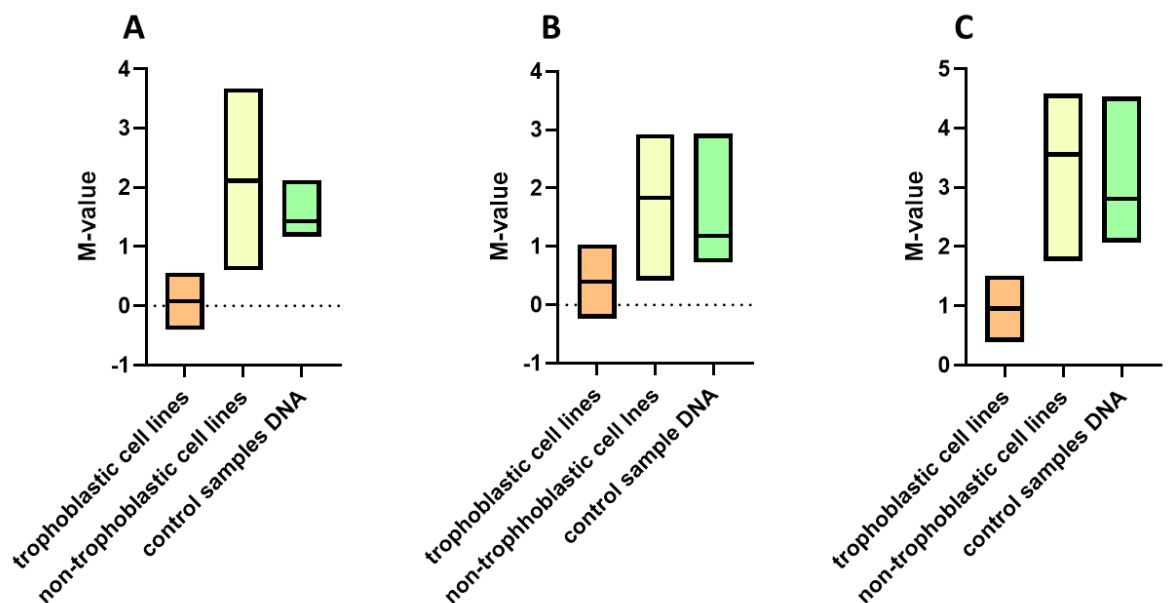 A
M-value
4
3
2
1
0
-1
trophoblastic cell lines
non-trophoblastic cell lines
control samples DNA
B
M-value
4
3
2
1
0
-1
trophoblastic cell lines
non-trophhoblastic cell lnes
control sample DNA
C
M-value
5
4
3
2
1
0
trophoblastic cell lines
non-trophoblastic cell lines
control samples DNA